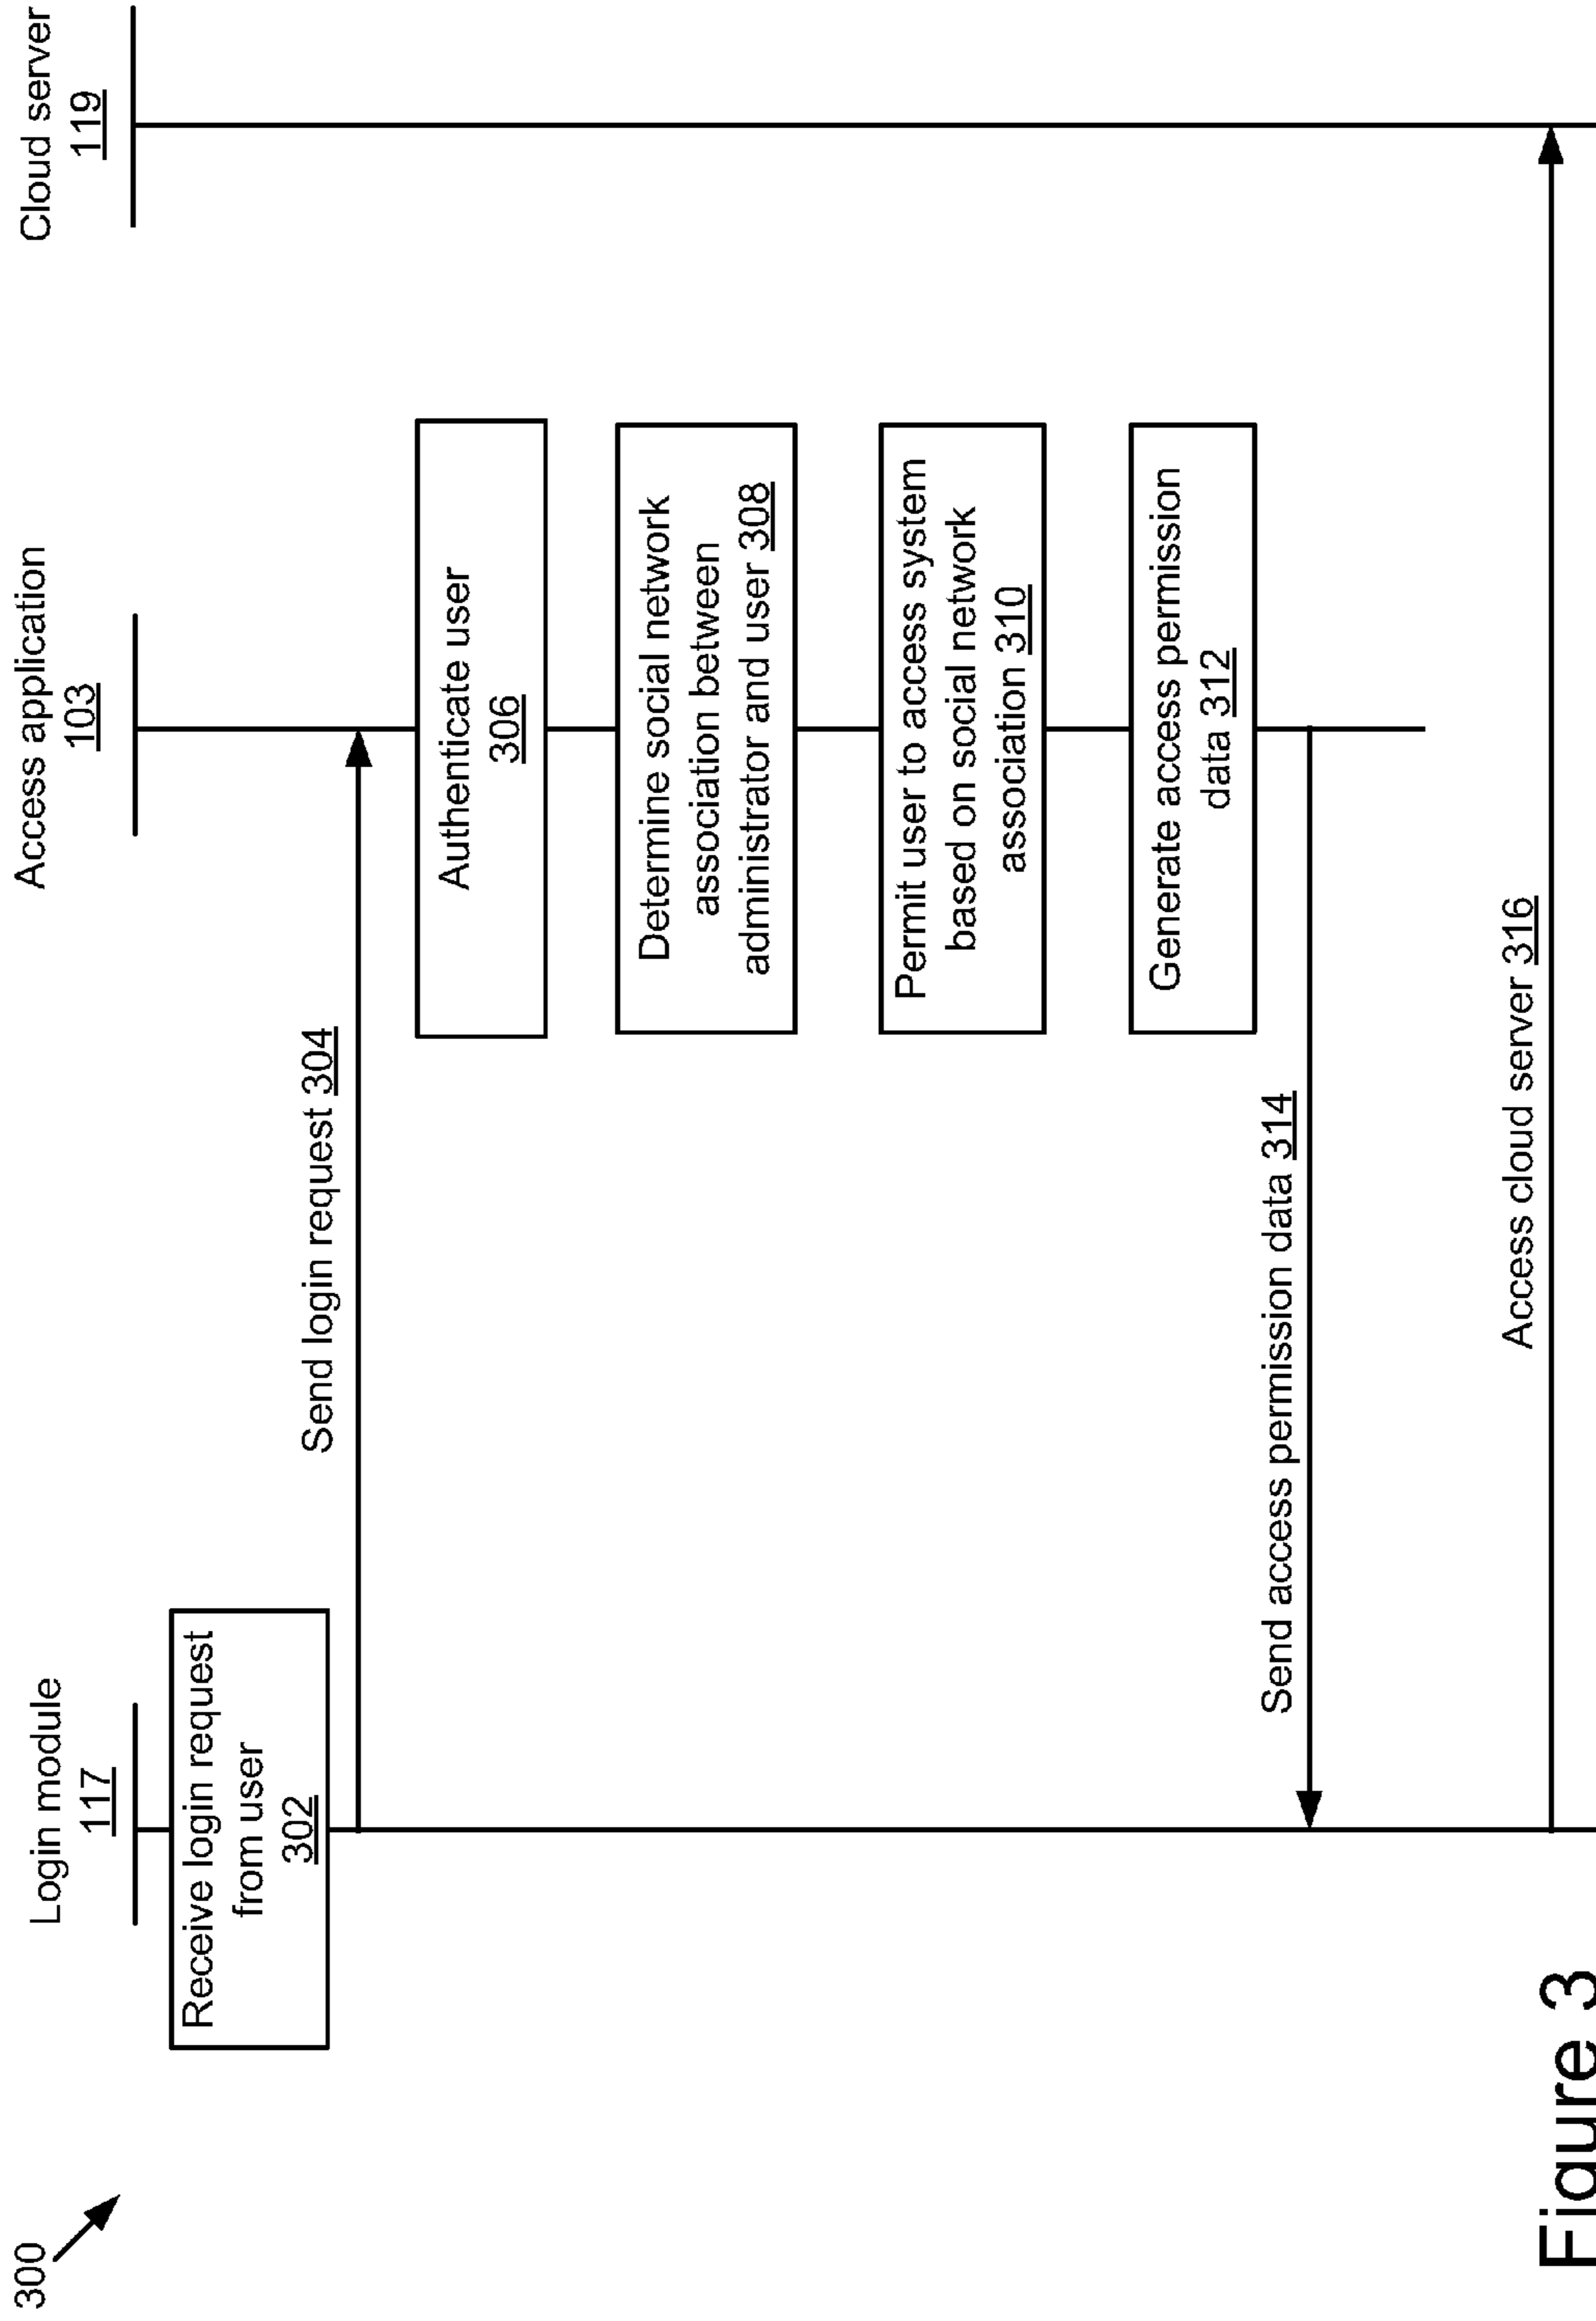 300
Login module
117
Access application
103
Cloud server
119
Receive login request
from user
302
Send login request 304
Authenticate user
306
Determine social network
association between
administrator and user 308
Permit user to access system
based on social network
association 310
Generate access permission
data 312
Send access permission data 314
Access cloud server 316
Figure 3